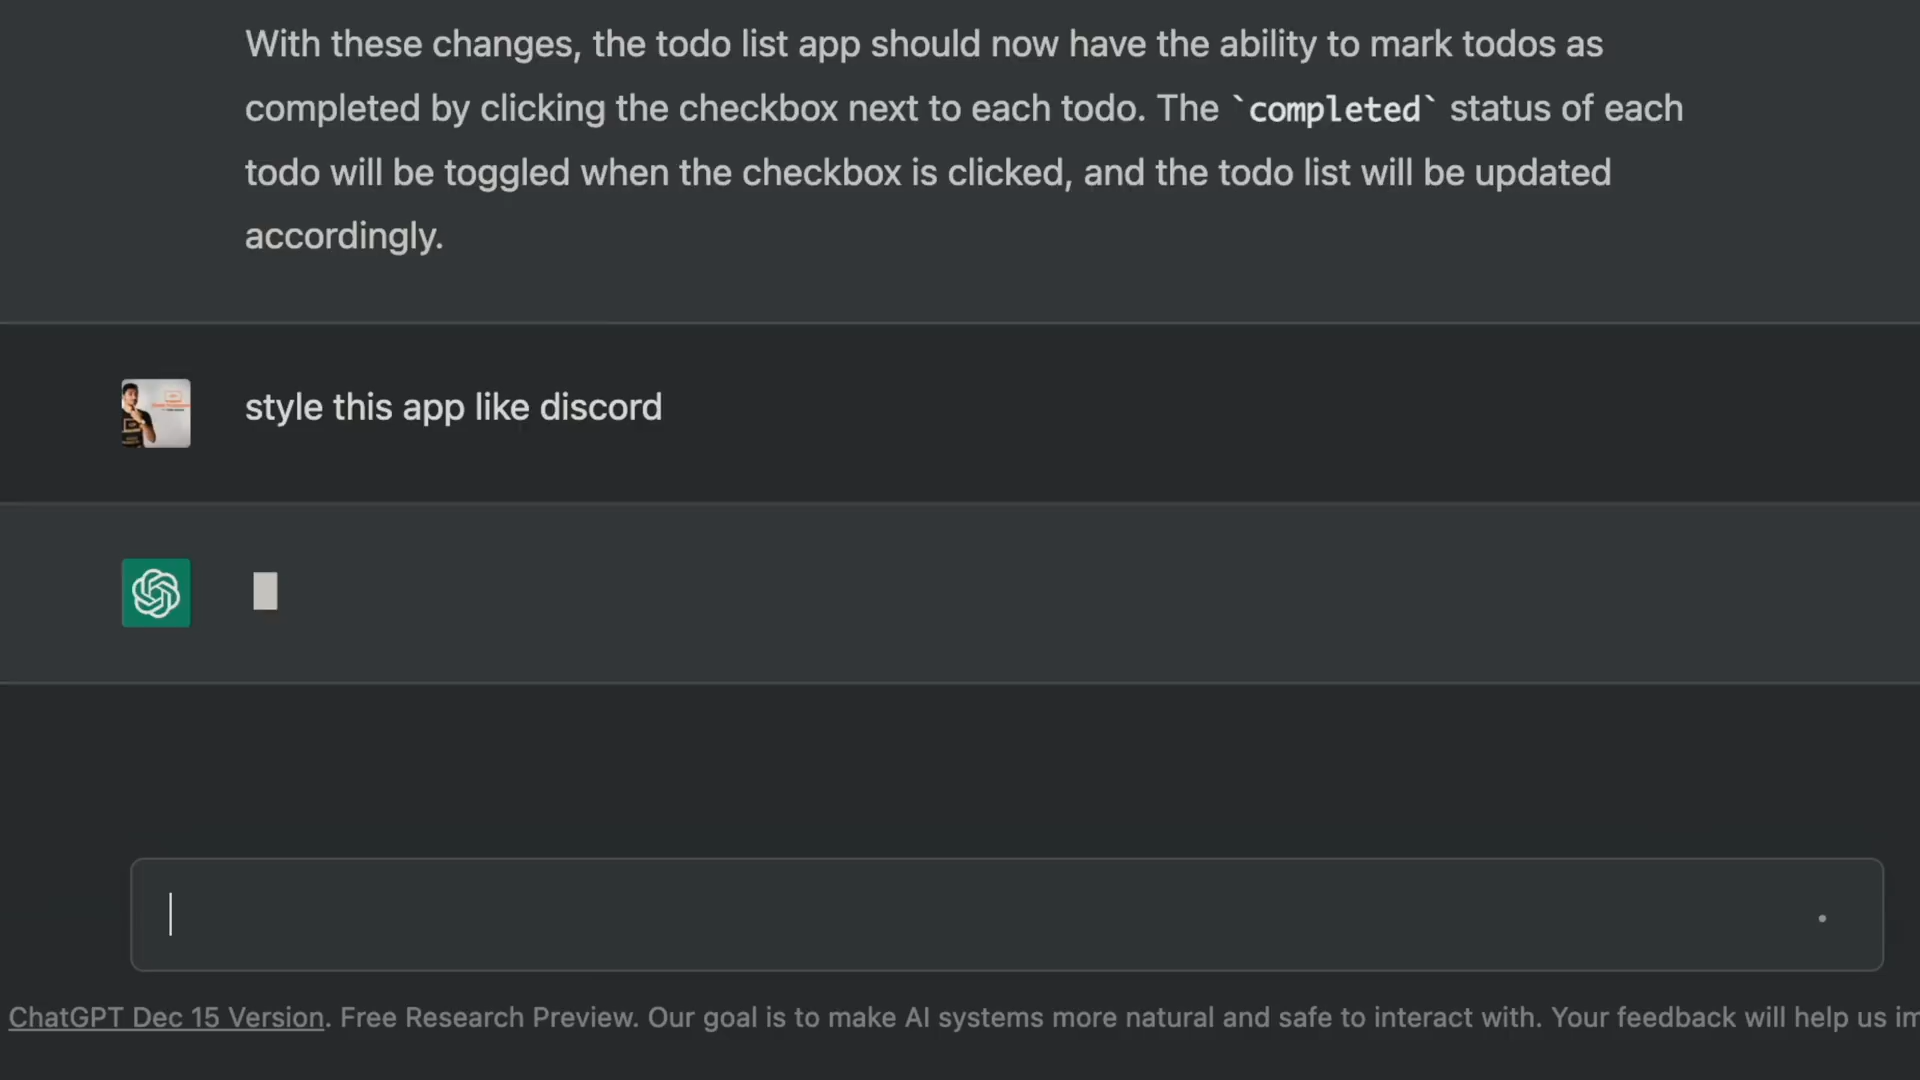 With these changes, the todo list app should now have the ability to mark todos as
completed by clicking the checkbox next to each todo. The `completed` status of each
todo will be toggled when the checkbox is clicked, and the todo list will be updated
accordingly.
style this app like discord
ChatGPT Dec 15 Version. Free Research Preview. Our goal is to make AI systems more natural and safe to interact with. Your feedback will help us im